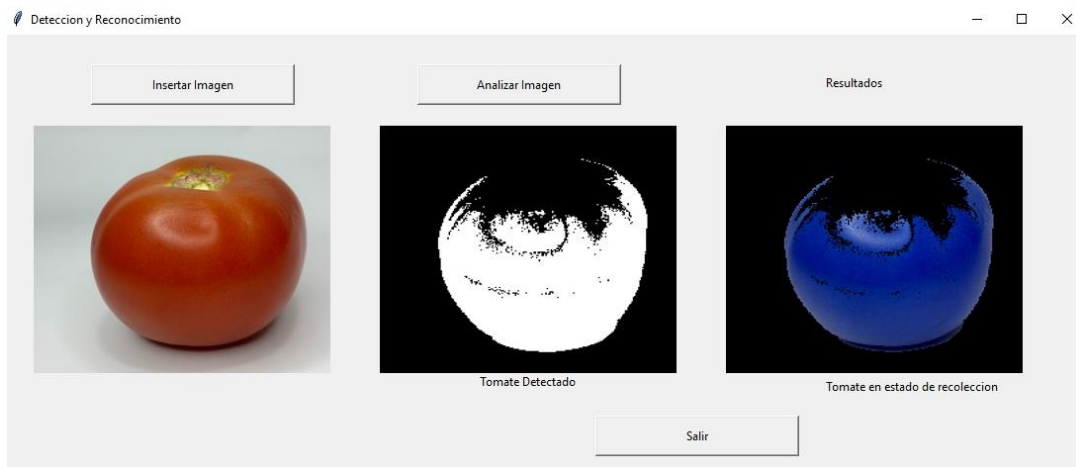 Deteccion y Reconocimiento
Insertar Imagen
Analizar Imagen
Resultados
Tomate Detectado
Tomate en estado de recoleccion
Salir